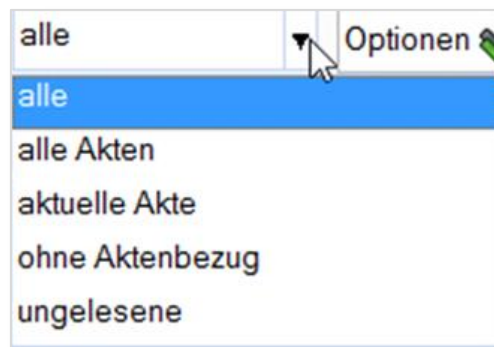 alle Optionen
alle
alle Akten
aktuelle Akte
ohne Aktenbezug
ungelesene